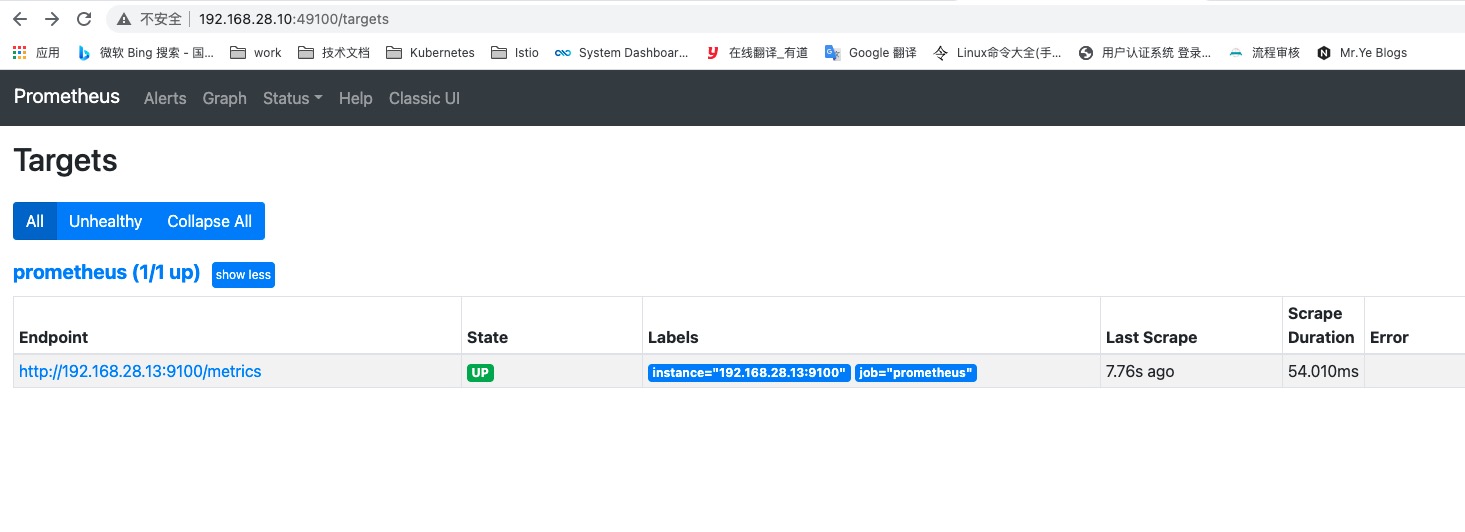 不安全 192.168.28.10:49100/targets
应用 微软 Bing 搜索 - 国... work 技术文档 Kubernetes Istio System Dashboar... 在线翻译_有道 Google 翻译 Linux命令大全(手... 用户认证系统 登录... 流程审核 Mr.Ye Blogs
Prometheus Alerts Graph Status Help Classic UI
Targets
All Unhealthy Collapse All
prometheus (1/1 up) show less
Endpoint State Labels Last Scrape Scrape Duration Error
http://192.168.28.13:9100/metrics UP instance="192.168.28.13:9100" job="prometheus" 7.76s ago 54.010ms